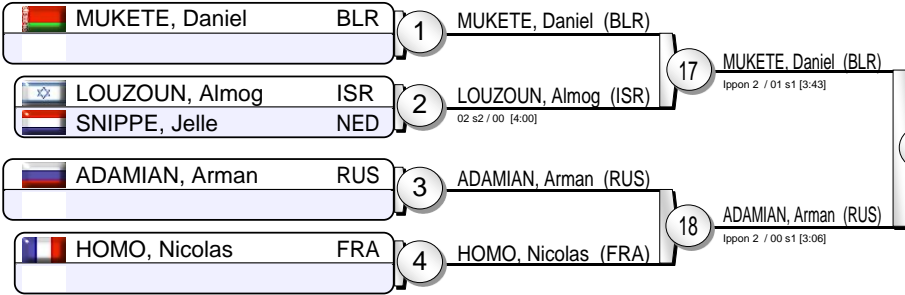 MUKETE, Daniel BLR
1
MUKETE, Daniel (BLR)
17
MUKETE, Daniel (BLR)
Ippon 2 / 01 s1 [3:43]
LOUZOUN, Almog ISR
SNIPPE, Jelle NED
2
LOUZOUN, Almog (ISR)
02 s2 / 00 [4:00]
ADAMIAN, Arman RUS
3
ADAMIAN, Arman (RUS)
18
ADAMIAN, Arman (RUS)
Ippon 2 / 00 s1 [3:06]
HOMO, Nicolas FRA
4
HOMO, Nicolas (FRA)